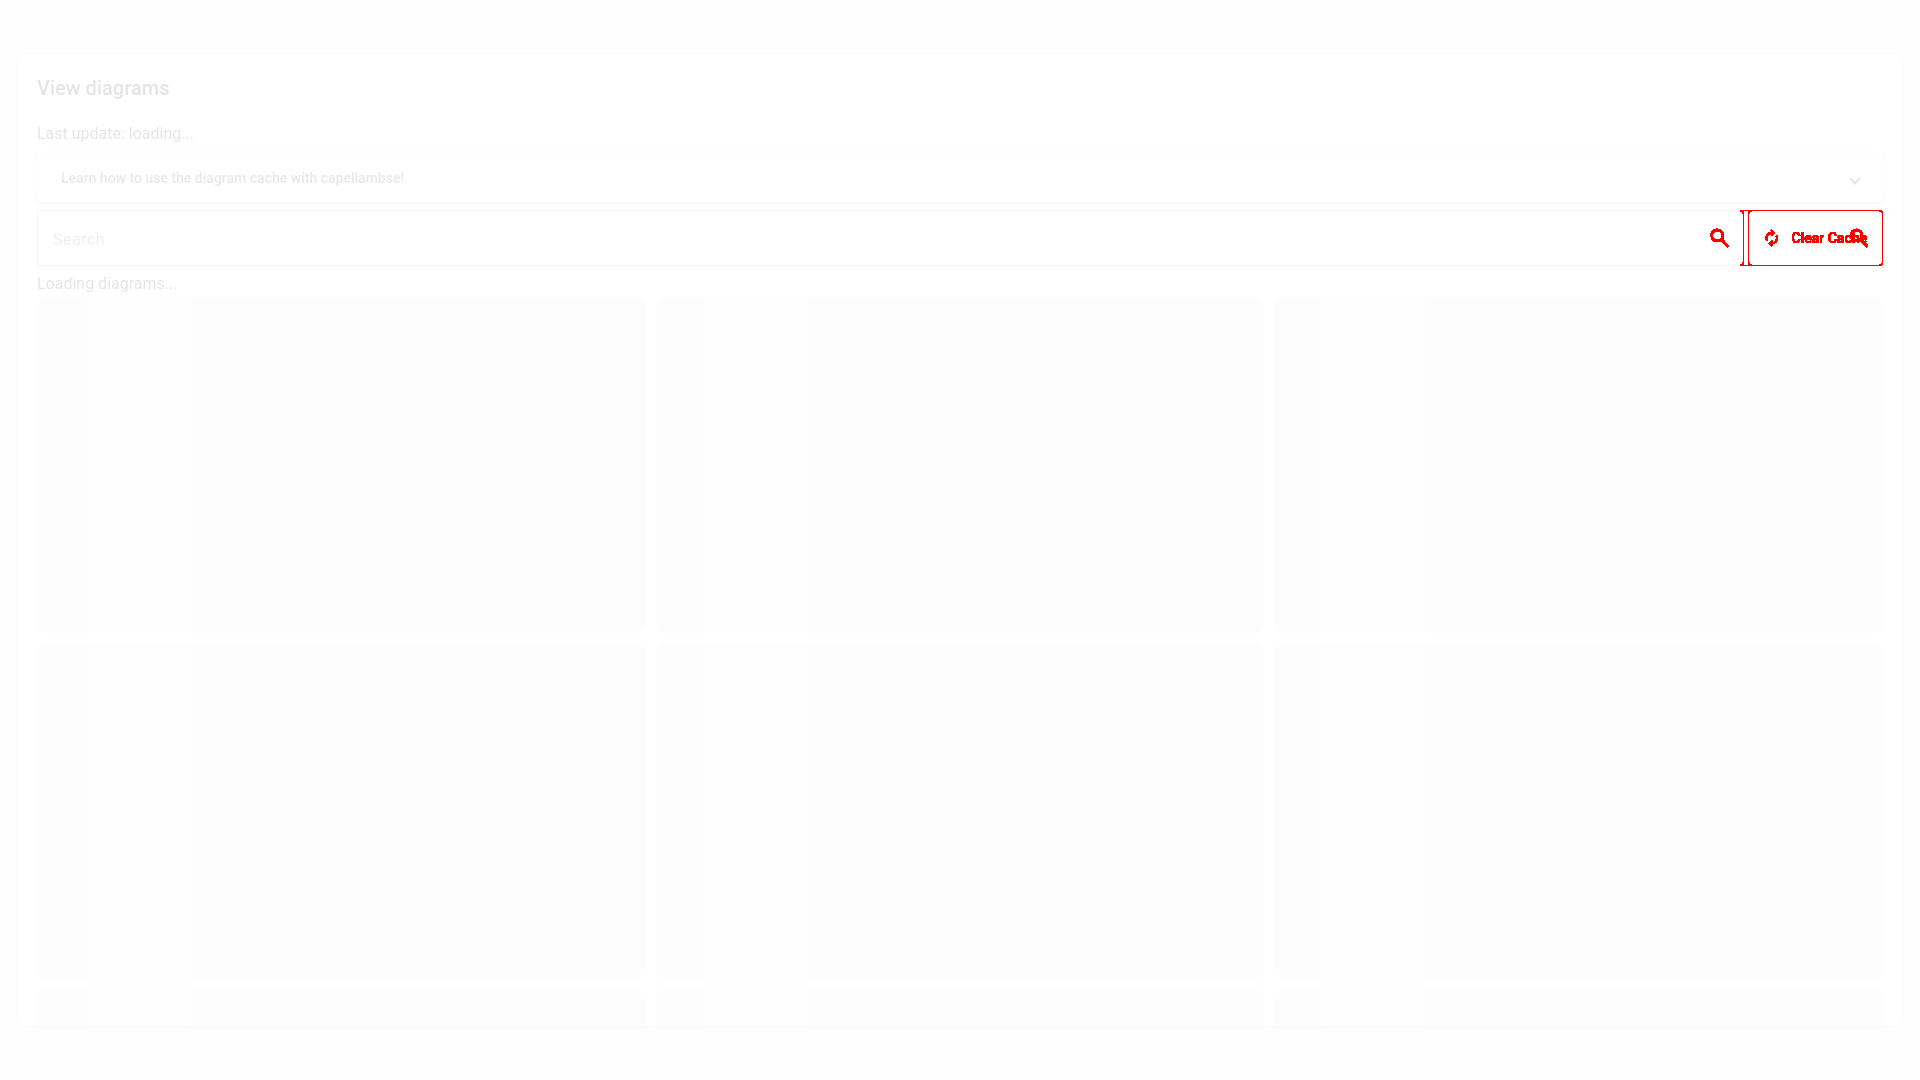 View diagrams
Last update: loading...
Learn how to use the diagram cache with capellambse!
Search
Clear Cache
Loading diagrams...